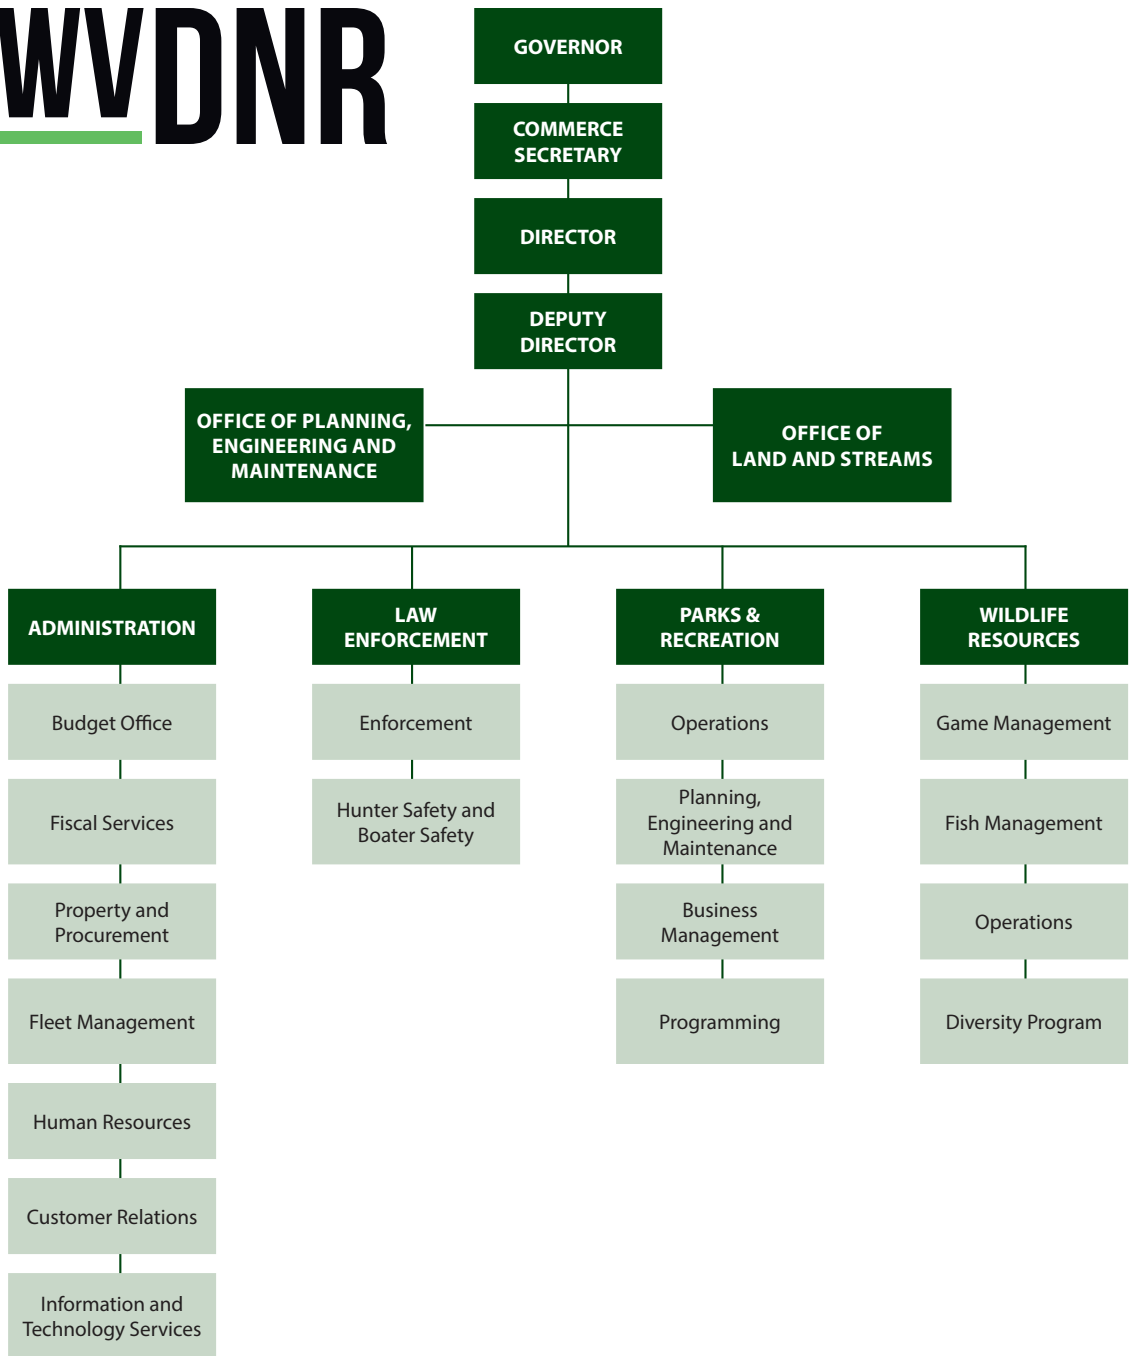 WVDNR
GOVERNOR
COMMERCE
SECRETARY
DIRECTOR
DEPUTY
DIRECTOR
OFFICE OF PLANNING,
ENGINEERING AND
MAINTENANCE
OFFICE OF
LAND AND STREAMS
ADMINISTRATION
Budget Office
Fiscal Services
Property and
Procurement
Fleet Management
Human Resources
Customer Relations
Information and
Technology Services
LAW
ENFORCEMENT
Enforcement
Hunter Safety and
Boater Safety
PARKS &
RECREATION
Operations
Planning,
Engineering and
Maintenance
Business
Management
Programming
WILDLIFE
RESOURCES
Game Management
Fish Management
Operations
Diversity Program